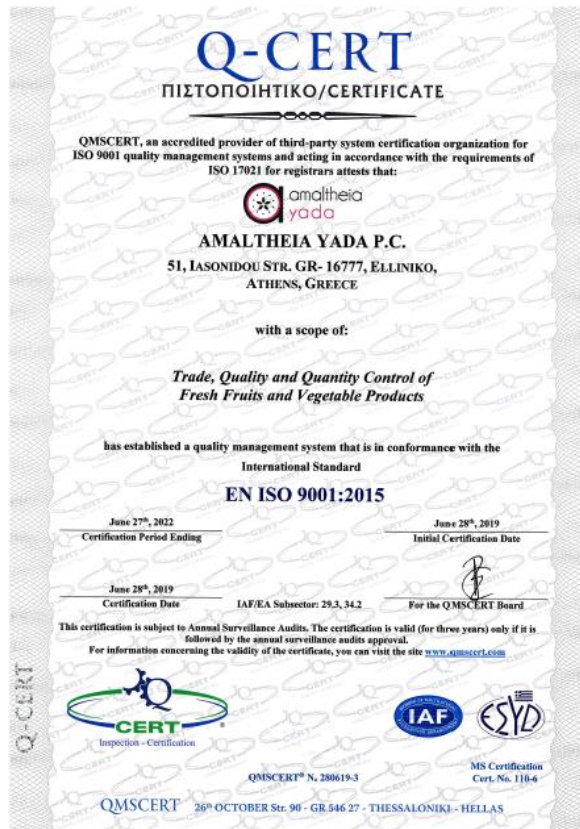 Q-CERT
ΠΙΣΤΟΠΟΙΗΤΙΚΟ/CERTIFICATE
QMSCERT, an accredited provider of third-party system certification organization for
ISO 9001 quality management systems and acting in accordance with the requirements of
ISO 17021 for registrars attests that:
amaltheia
yada
AMALTHEIA YADA P.C.
51, IASONIDOU STR. GR- 16777, ELLINIKO,
ATHENS, GREECE
with a scope of:
Trade, Quality and Quantity Control of
Fresh Fruits and Vegetable Products
has established a quality management system that is in conformance with the
International Standard
EN ISO 9001:2015
June 27th, 2022
Certification Period Ending
June 28th, 2019
Initial Certification Date
June 28th, 2019
Certification Date
IAF/EA Subsector: 29.3, 34.2
For the QMSCERT Board
This certification is subject to Annual Surveillance Audits. The certification is valid (for three years) only if it is
followed by the annual surveillance audits approval.
For information concerning the validity of the certificate, you can visit the site www.qmscert.com
Q-CERT
CERT
®
Inspection - Certification
IAF
ΕΣΥΔ
MS Certification
Cert. No. 110-6
QMSCERT® N. 280619-3
QMSCERT 26th OCTOBER Str. 90 - GR 546 27 - THESSALONIKI - HELLAS